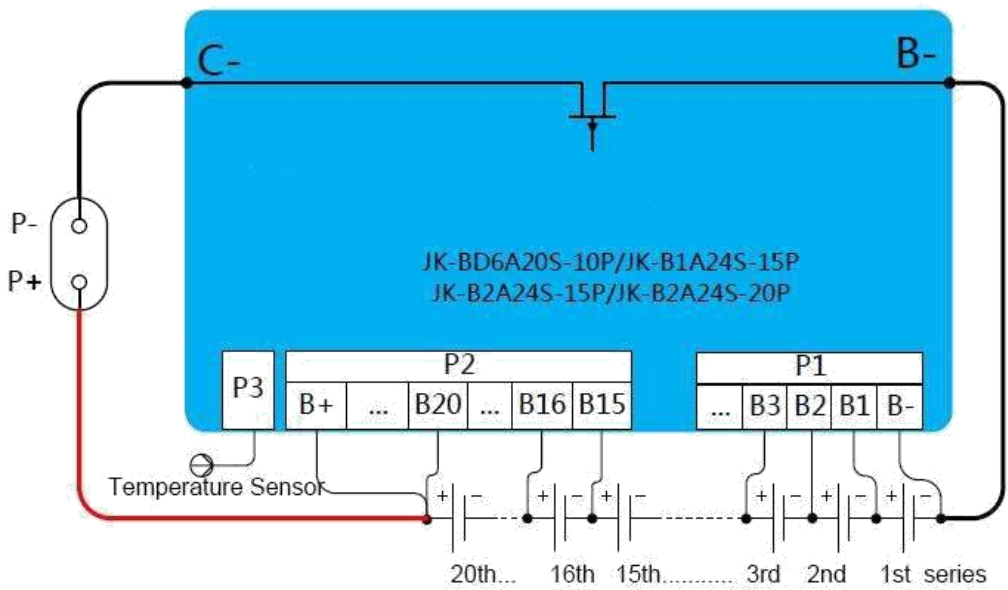 C-
B-
P-
P+
JK-BD6A20S-10P/JK-B1A24S-15P
JK-B2A24S-15P/JK-B2A24S-20P
P3
P2
B+ ... B20 ... B16 B15
P1
... B3 B2 B1 B-
Temperature Sensor
+ - + - + - + - + - + -
20th... 16th 15th........... 3rd 2nd 1st series